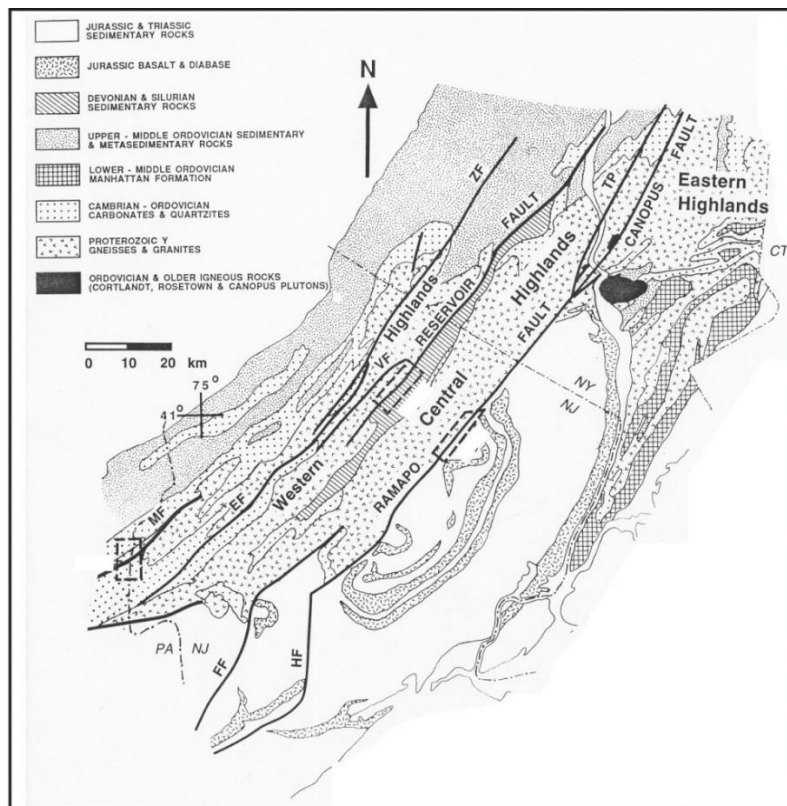 JURASSIC & TRIASSIC
SEDIMENTARY ROCKS
JURASSIC BASALT & DIABASE
DEVONIAN & SILURIAN
SEDIMENTARY ROCKS
UPPER - MIDDLE ORDOVICIAN SEDIMENTARY
& METASEDIMENTARY ROCKS
LOWER - MIDDLE ORDOVICIAN
MANHATTAN FORMATION
CAMBRIAN - ORDOVICIAN
CARBONATES & QUARTZITES
PROTEROZOIC Y
GNEISSES & GRANITES
ORDOVICIAN & OLDER IGNEOUS ROCKS
(CORTLANDT, ROSETOWN & CANOPUS PLUTONS)
N
0 10 20
km
75°
41°
ZF
FAULT
RESERVOIR
TP
CANOPUS
FAULT
Eastern
Highlands
CT
Highlands
Highlands
VF
FAULT
Central
NY
NJ
Western
RAMAPO
EF
MF
PA
NJ
FF
HF